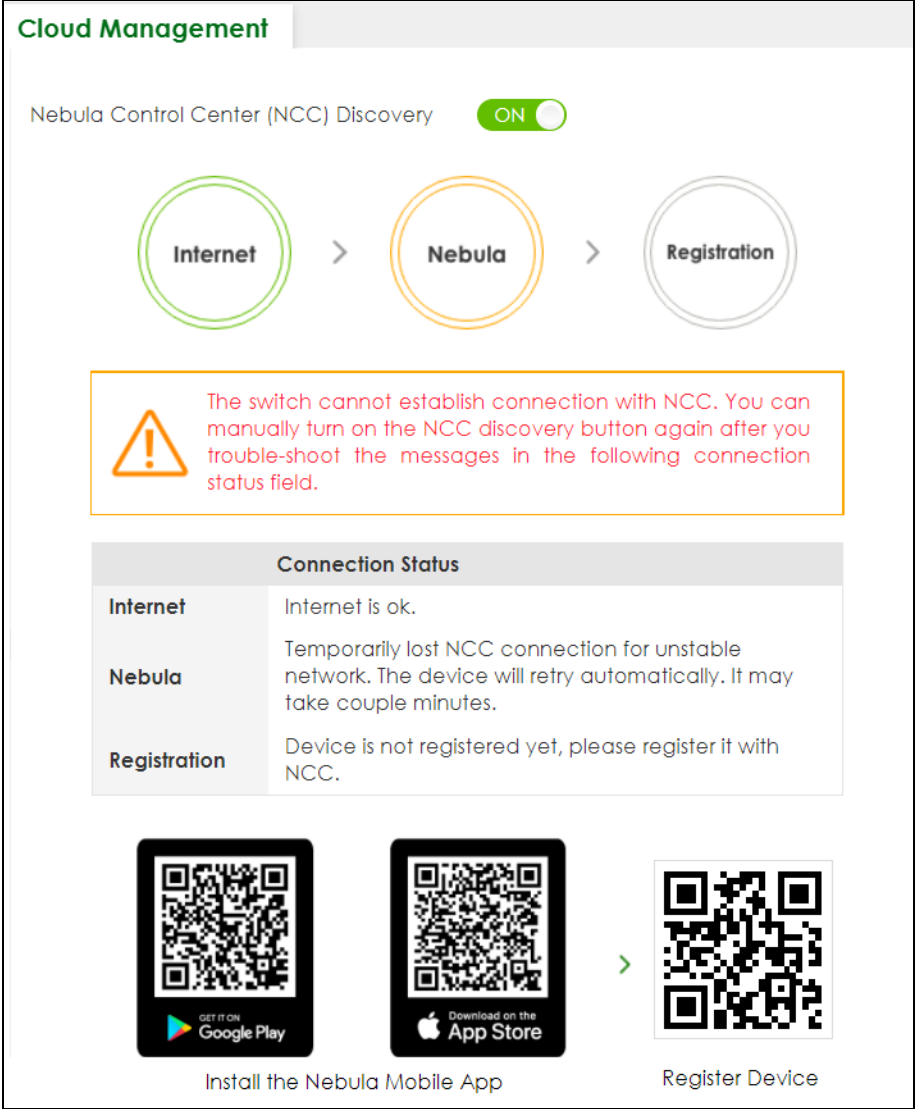 Cloud Management
Nebula Control Center (NCC) Discovery ON
Internet > Nebula > Registration
The switch cannot establish connection with NCC. You can
manually turn on the NCC discovery button again after you
trouble-shoot the messages in the following connection
status field.
Connection Status
Internet Internet is ok.
Temporarily lost NCC connection for unstable
Nebula network. The device will retry automatically. It may
take couple minutes.
Registration Device is not registered yet, please register it with
NCC.
GET IT ON
Google Play
Download on the
App Store
Install the Nebula Mobile App
Register Device